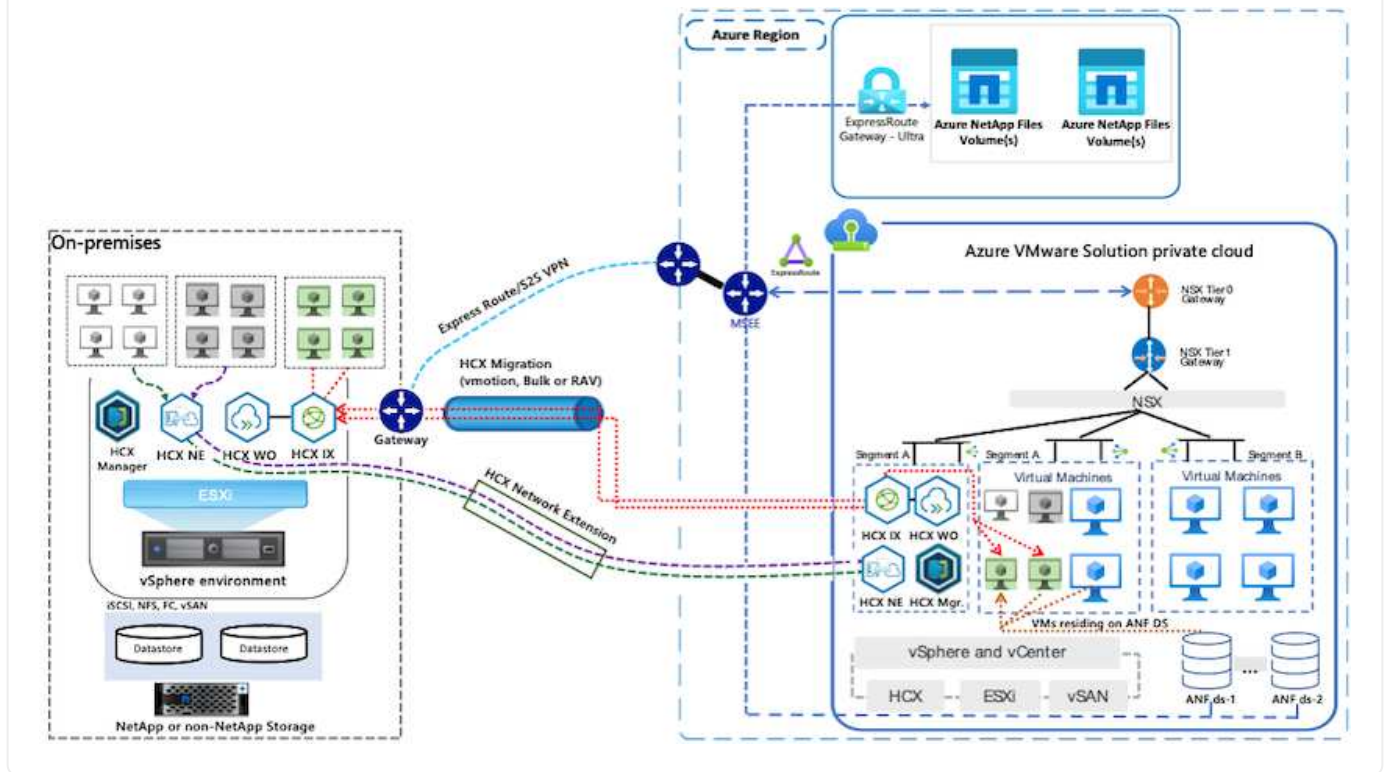 Azure Region
ExpressRoute
Gateway - Ultra
Azure NetApp Files
Volume(s)
Azure NetApp Files
Volume(s)
On-premises
Express Route/S2S VPN
ExpressRoute
MSEE
Azure VMware Solution private cloud
NSX Tier0
Gateway
NSX Tier1
Gateway
NSX
HCX Migration
(vmotion, Bulk or RAV)
Gateway
HCX
Manager
HCX NE
HCX WO
HCX IX
ESXi
vSphere environment
HCX Network Extension
Segment A
Segment A
Segment B
Virtual Machines
Virtual Machines
HCX IX
HCX WO
HCX NE
HCX Mgr.
VMs residing on ANF DS
iSCSI, NFS, FC, vSAN
Datastore
Datastore
NetApp or non-NetApp Storage
vSphere and vCenter
HCX
ESXi
vSAN
...
ANF ds-1
ANF ds-2